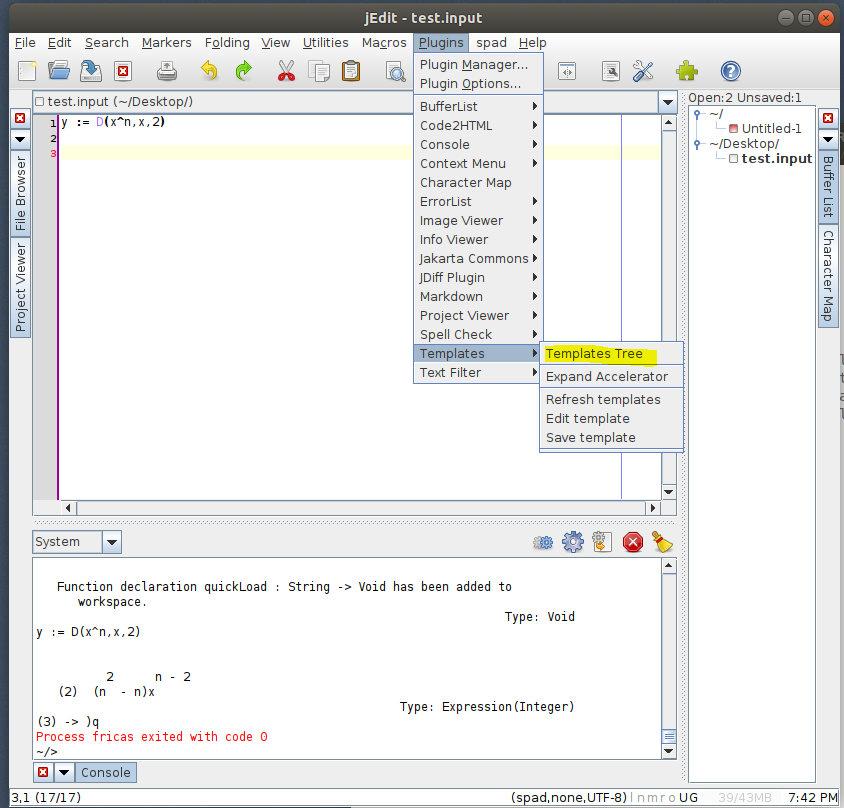 jEdit - test.input
File Edit Search Markers Folding View Utilities Macros Plugins spad Help
test.input (~/Desktop/)
1 y := D(x^n,x,2)
2
3
Plugin Manager...
Plugin Options...
BufferList
Code2HTML
Console
Context Menu
Character Map
ErrorList
Image Viewer
Info Viewer
Jakarta Commons
JDiff Plugin
Markdown
Project Viewer
Spell Check
Templates
Text Filter
Templates Tree
Expand Accelerator
Refresh templates
Edit template
Save template
File Browser
Project Viewer
Open:2 Unsaved:1
~/
Untitled-1
~/Desktop/
test.input
Buffer List
Character Map
System
Function declaration quickLoad : String -> Void has been added to
workspace.
Type: Void
y := D(x^n,x,2)
2 n - 2
(2) (n - n)x
Type: Expression(Integer)
(3) -> )q
Process fricas exited with code 0
~/>
Console
3,1 (17/17) (spad,none,UTF-8) l n m r o U G 39/43MB 7:42 PM